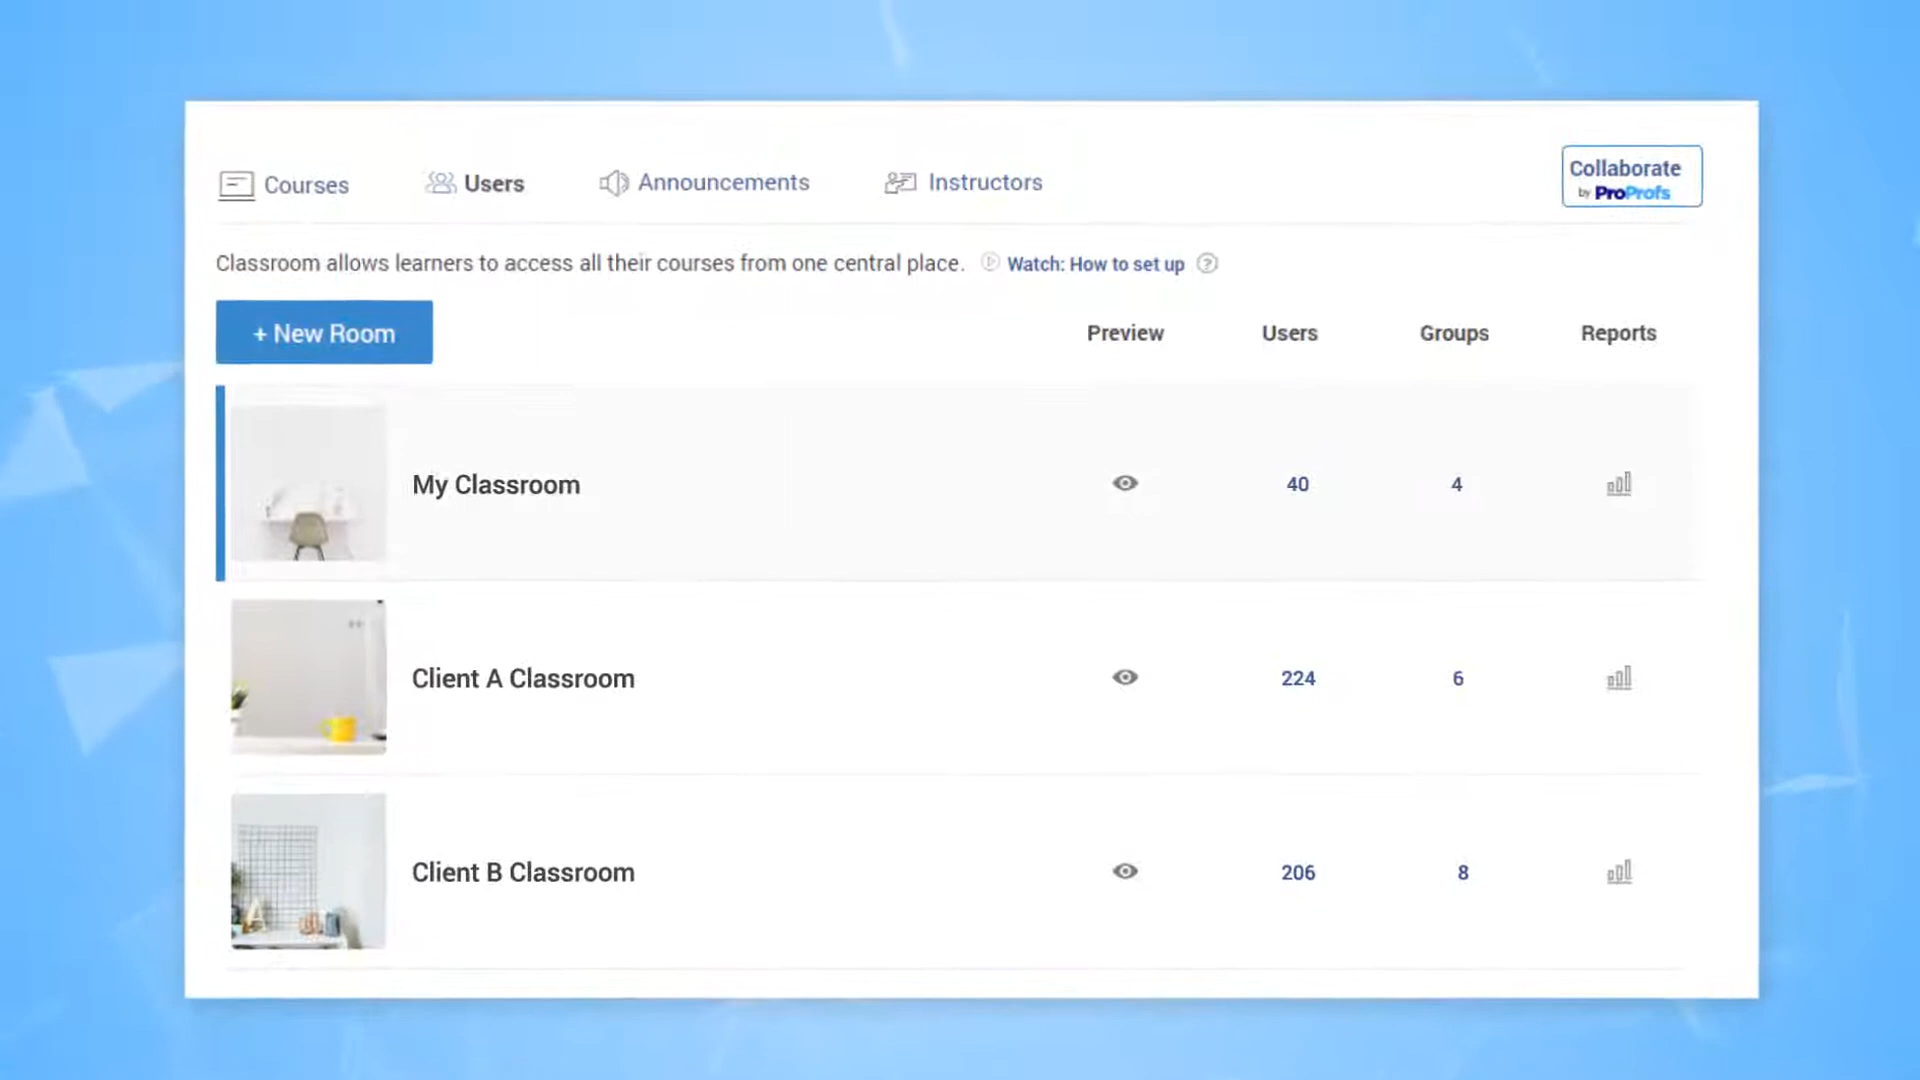 Courses Users Announcements Instructors Collaborate
by ProProfs
Classroom allows learners to access all their courses from one central place. Watch: How to set up ?
+ New Room Preview Users Groups Reports
My Classroom 40 4
Client A Classroom 224 6
Client B Classroom 206 8